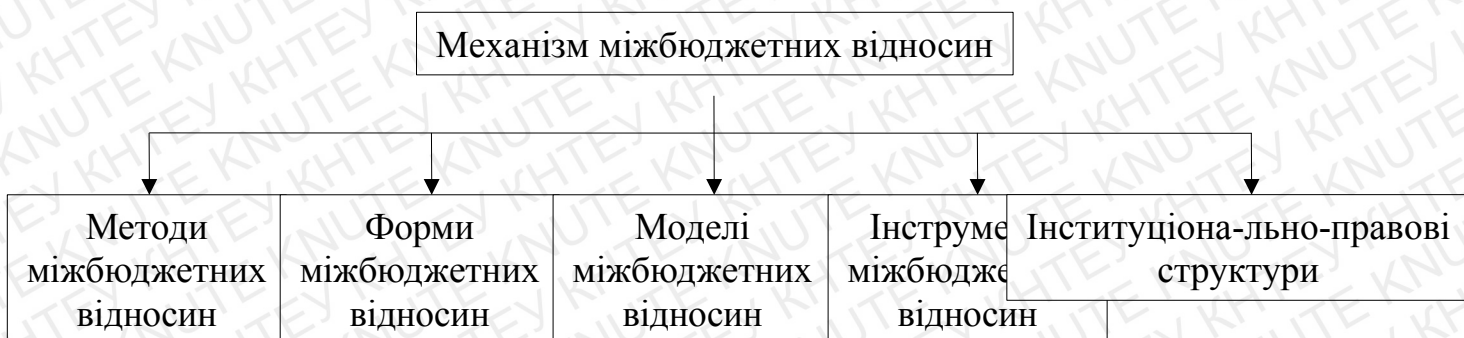 Механізм міжбюджетних відносин
Методи
міжбюджетних
відносин
Форми
міжбюджетних
відносин
Моделі
міжбюджетних
відносин
Інструме
міжбюдже
відносин
Інституціона-льно-правові
структури